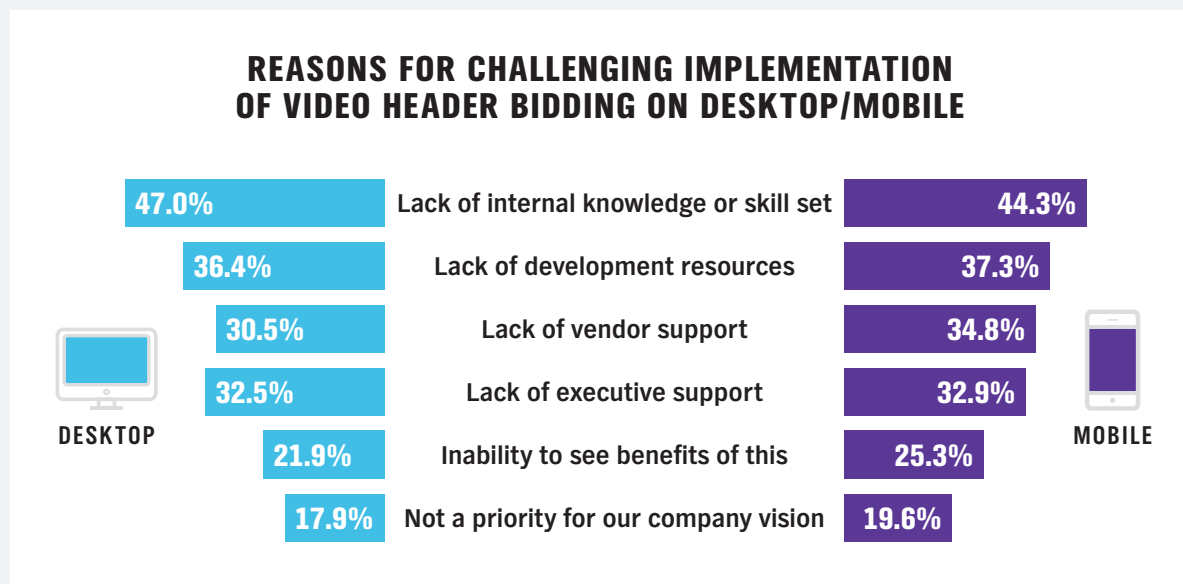 REASONS FOR CHALLENGING IMPLEMENTATION
OF VIDEO HEADER BIDDING ON DESKTOP/MOBILE
47.0% Lack of internal knowledge or skill set 44.3%
36.4% Lack of development resources 37.3%
30.5% Lack of vendor support 34.8%
32.5% Lack of executive support 32.9%
DESKTOP MOBILE
21.9% Inability to see benefits of this 25.3%
17.9% Not a priority for our company vision 19.6%